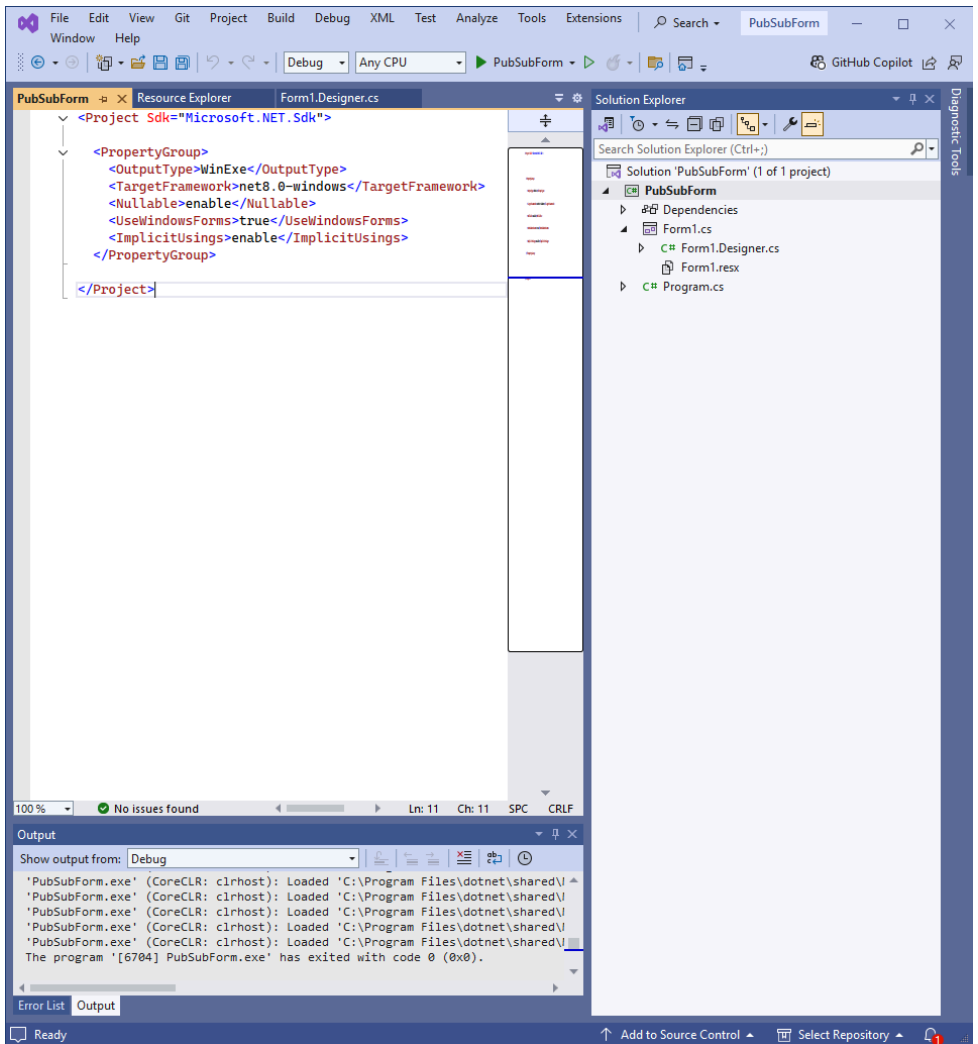 File Edit View Git Project Build Debug XML Test Analyze Tools Extensions Search PubSubForm
Window Help
Debug Any CPU PubSubForm GitHub Copilot
PubSubForm Resource Explorer Form1.Designer.cs
<Project Sdk="Microsoft.NET.Sdk">
<PropertyGroup>
<OutputType>WinExe</OutputType>
<TargetFramework>net8.0-windows</TargetFramework>
<Nullable>enable</Nullable>
<UseWindowsForms>true</UseWindowsForms>
<ImplicitUsings>enable</ImplicitUsings>
</PropertyGroup>
</Project>
100 % No issues found Ln: 11 Ch: 11 SPC CRLF
Output
Show output from: Debug
'PubSubForm.exe' (CoreCLR: clrhost): Loaded 'C:\Program Files\dotnet\shared\
'PubSubForm.exe' (CoreCLR: clrhost): Loaded 'C:\Program Files\dotnet\shared\
'PubSubForm.exe' (CoreCLR: clrhost): Loaded 'C:\Program Files\dotnet\shared\
'PubSubForm.exe' (CoreCLR: clrhost): Loaded 'C:\Program Files\dotnet\shared\
'PubSubForm.exe' (CoreCLR: clrhost): Loaded 'C:\Program Files\dotnet\shared\
The program '[6704] PubSubForm.exe' has exited with code 0 (0x0).
Error List Output
Solution Explorer
Search Solution Explorer (Ctrl+;)
Solution 'PubSubForm' (1 of 1 project)
C# PubSubForm
Dependencies
Form1.cs
C# Form1.Designer.cs
Form1.resx
C# Program.cs
Diagnostic Tools
Ready Add to Source Control Select Repository 1